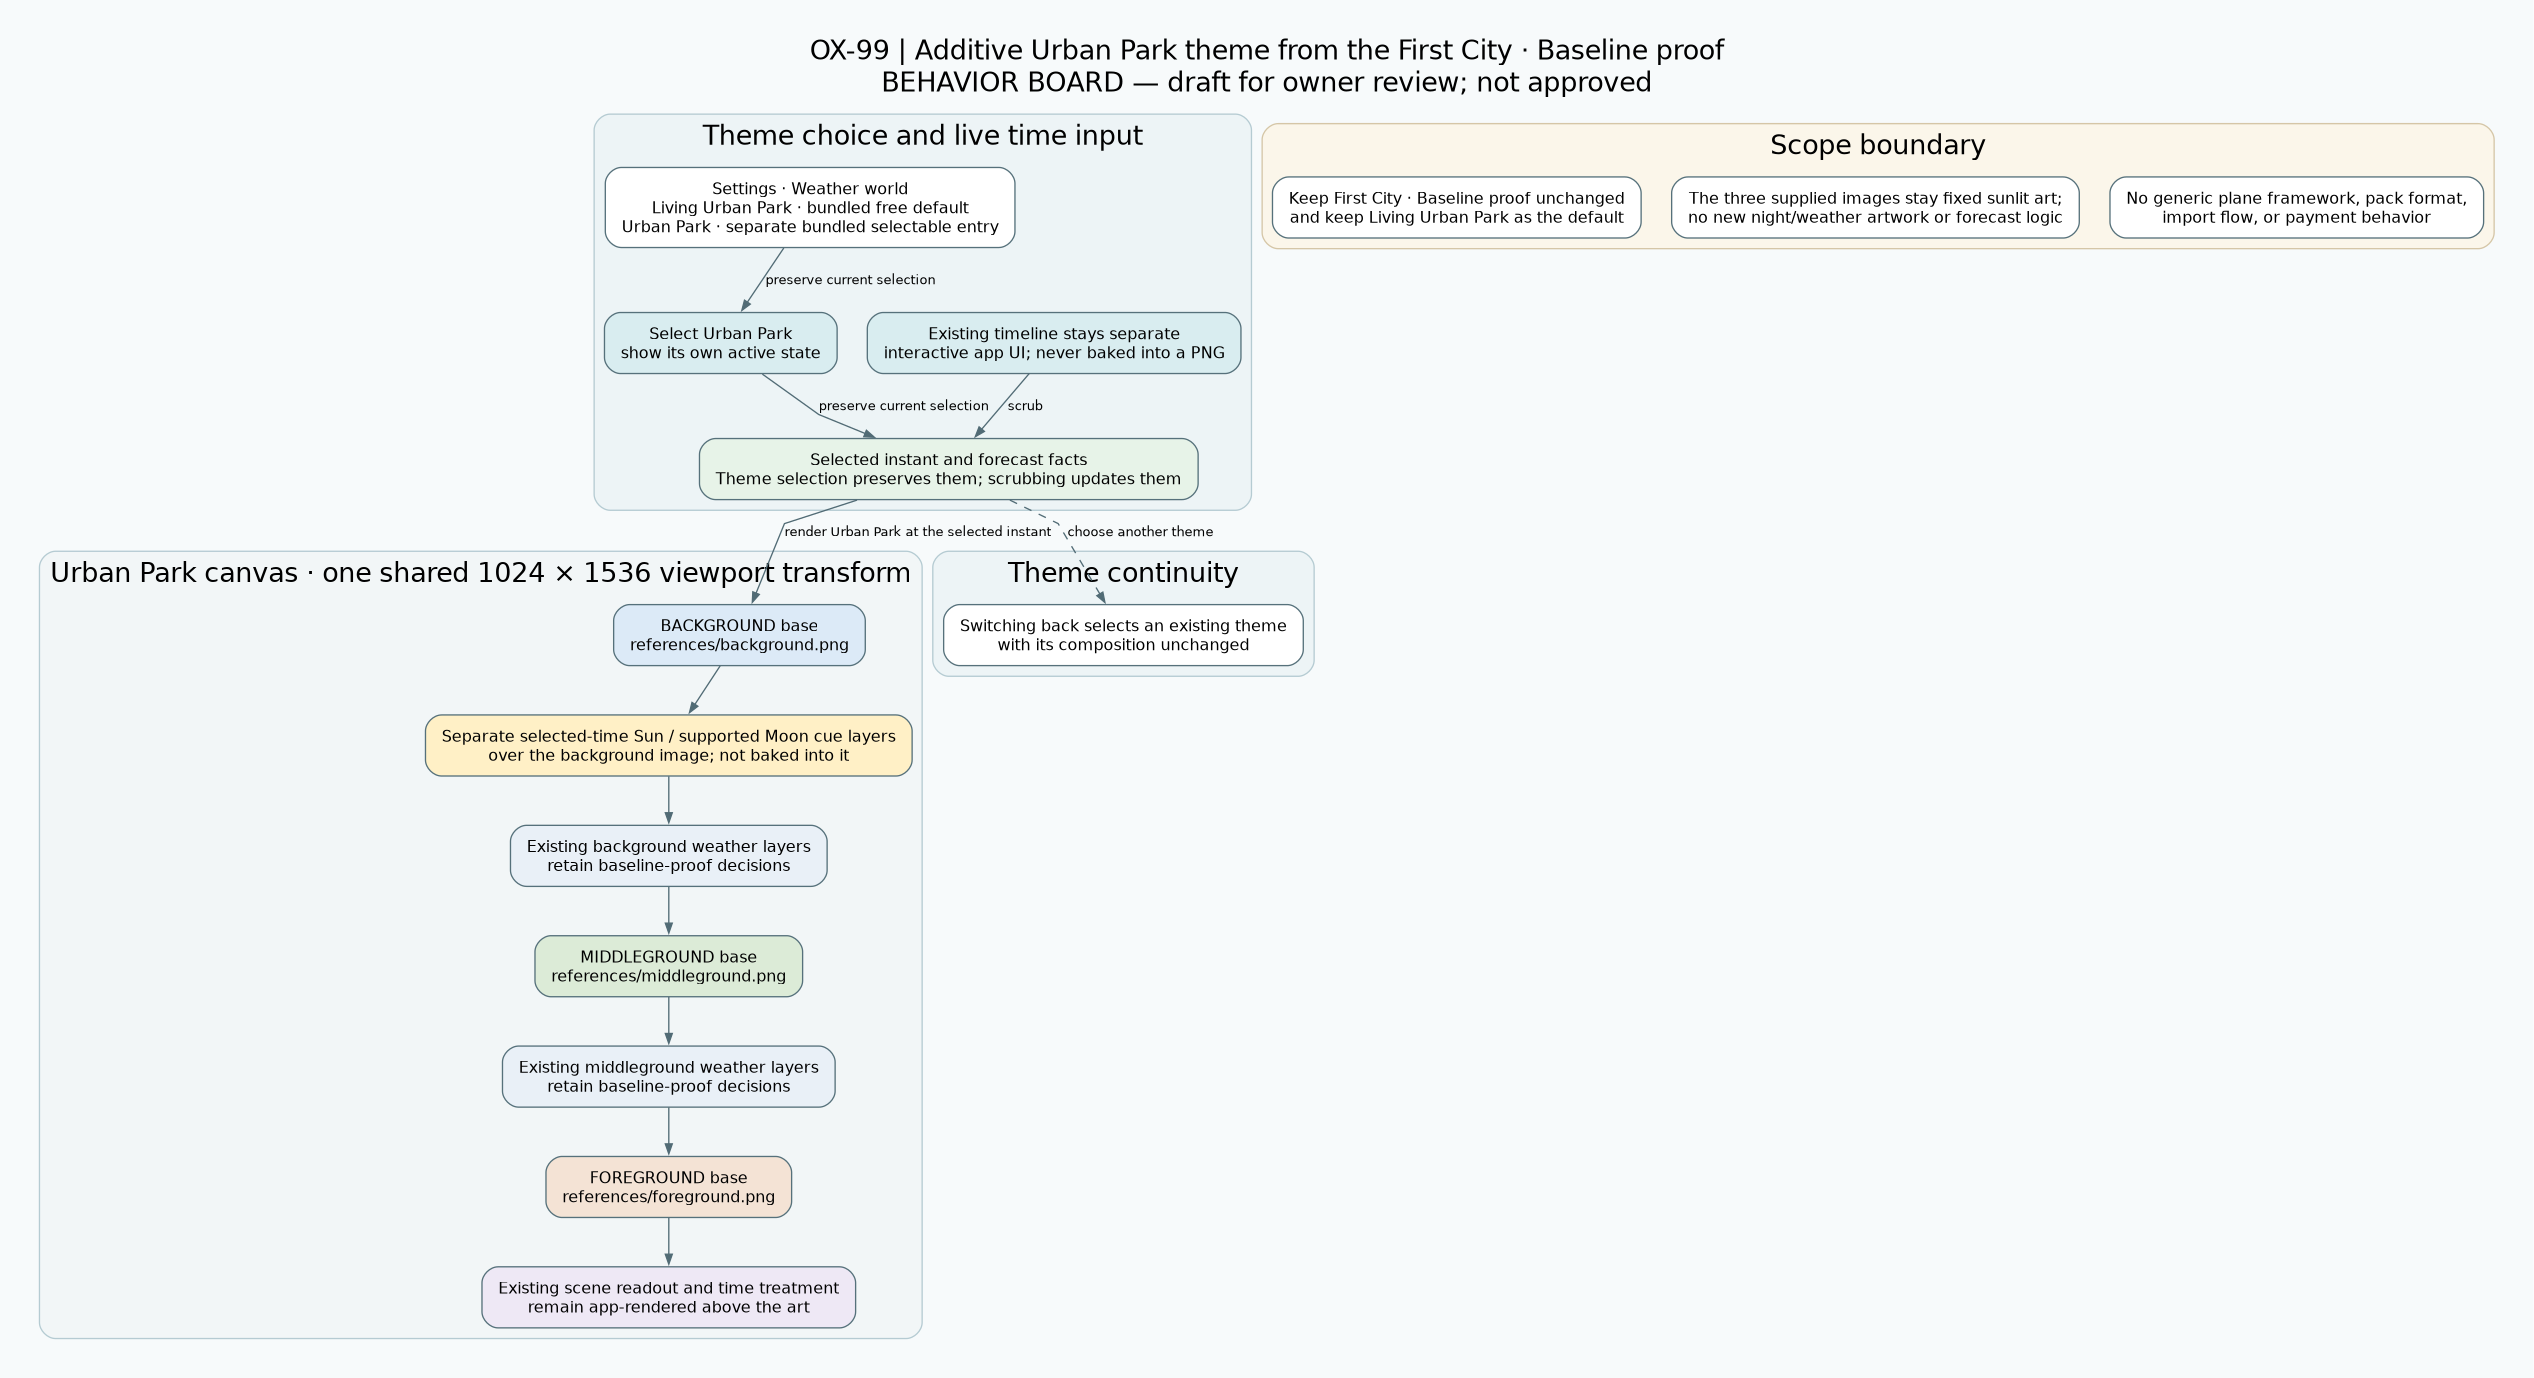 OX-99 | Additive Urban Park theme from the First City · Baseline proof
BEHAVIOR BOARD — draft for owner review; not approved
Theme choice and live time input
Settings · Weather world
Living Urban Park · bundled free default
Urban Park · separate bundled selectable entry
preserve current selection
Select Urban Park
show its own active state
Existing timeline stays separate
interactive app UI; never baked into a PNG
preserve current selection
scrub
Selected instant and forecast facts
Theme selection preserves them; scrubbing updates them
Scope boundary
Keep First City · Baseline proof unchanged
and keep Living Urban Park as the default
The three supplied images stay fixed sunlit art;
no new night/weather artwork or forecast logic
No generic plane framework, pack format,
import flow, or payment behavior
render Urban Park at the selected instant
choose another theme
Urban Park canvas · one shared 1024 × 1536 viewport transform
BACKGROUND base
references/background.png
Separate selected-time Sun / supported Moon cue layers
over the background image; not baked into it
Existing background weather layers
retain baseline-proof decisions
MIDDLEGROUND base
references/middleground.png
Existing middleground weather layers
retain baseline-proof decisions
FOREGROUND base
references/foreground.png
Existing scene readout and time treatment
remain app-rendered above the art
Theme continuity
Switching back selects an existing theme
with its composition unchanged